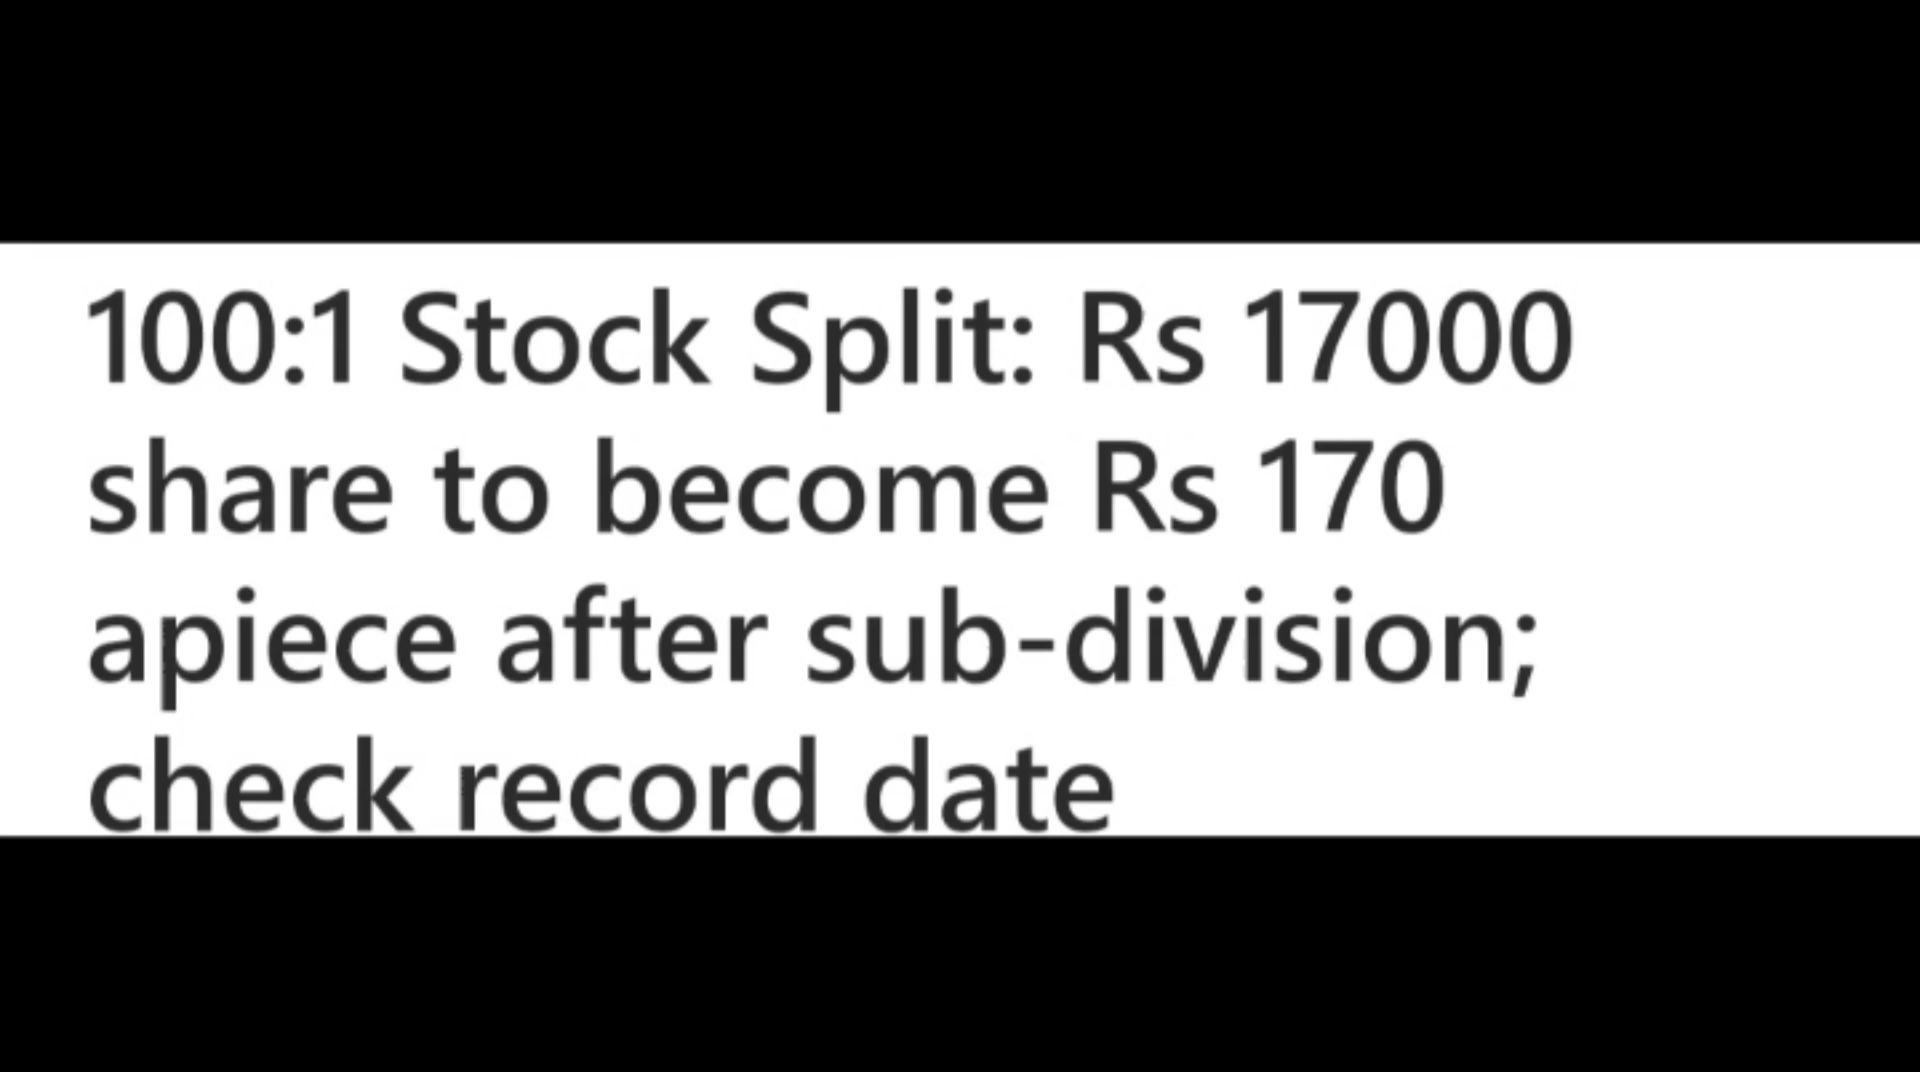 100:1 Stock Split: Rs 17000
share to become Rs 170
apiece after sub-division;
check record date